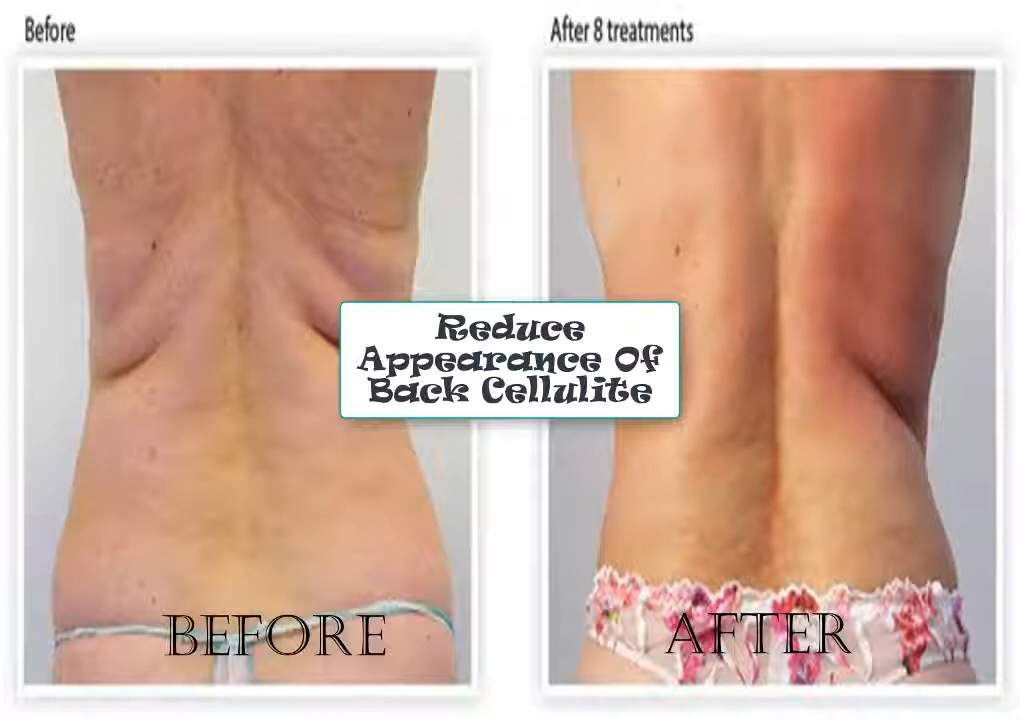 Before
After 8 treatments
Reduce
Appearance Of
Back Cellulite
BEFORE
AFTER